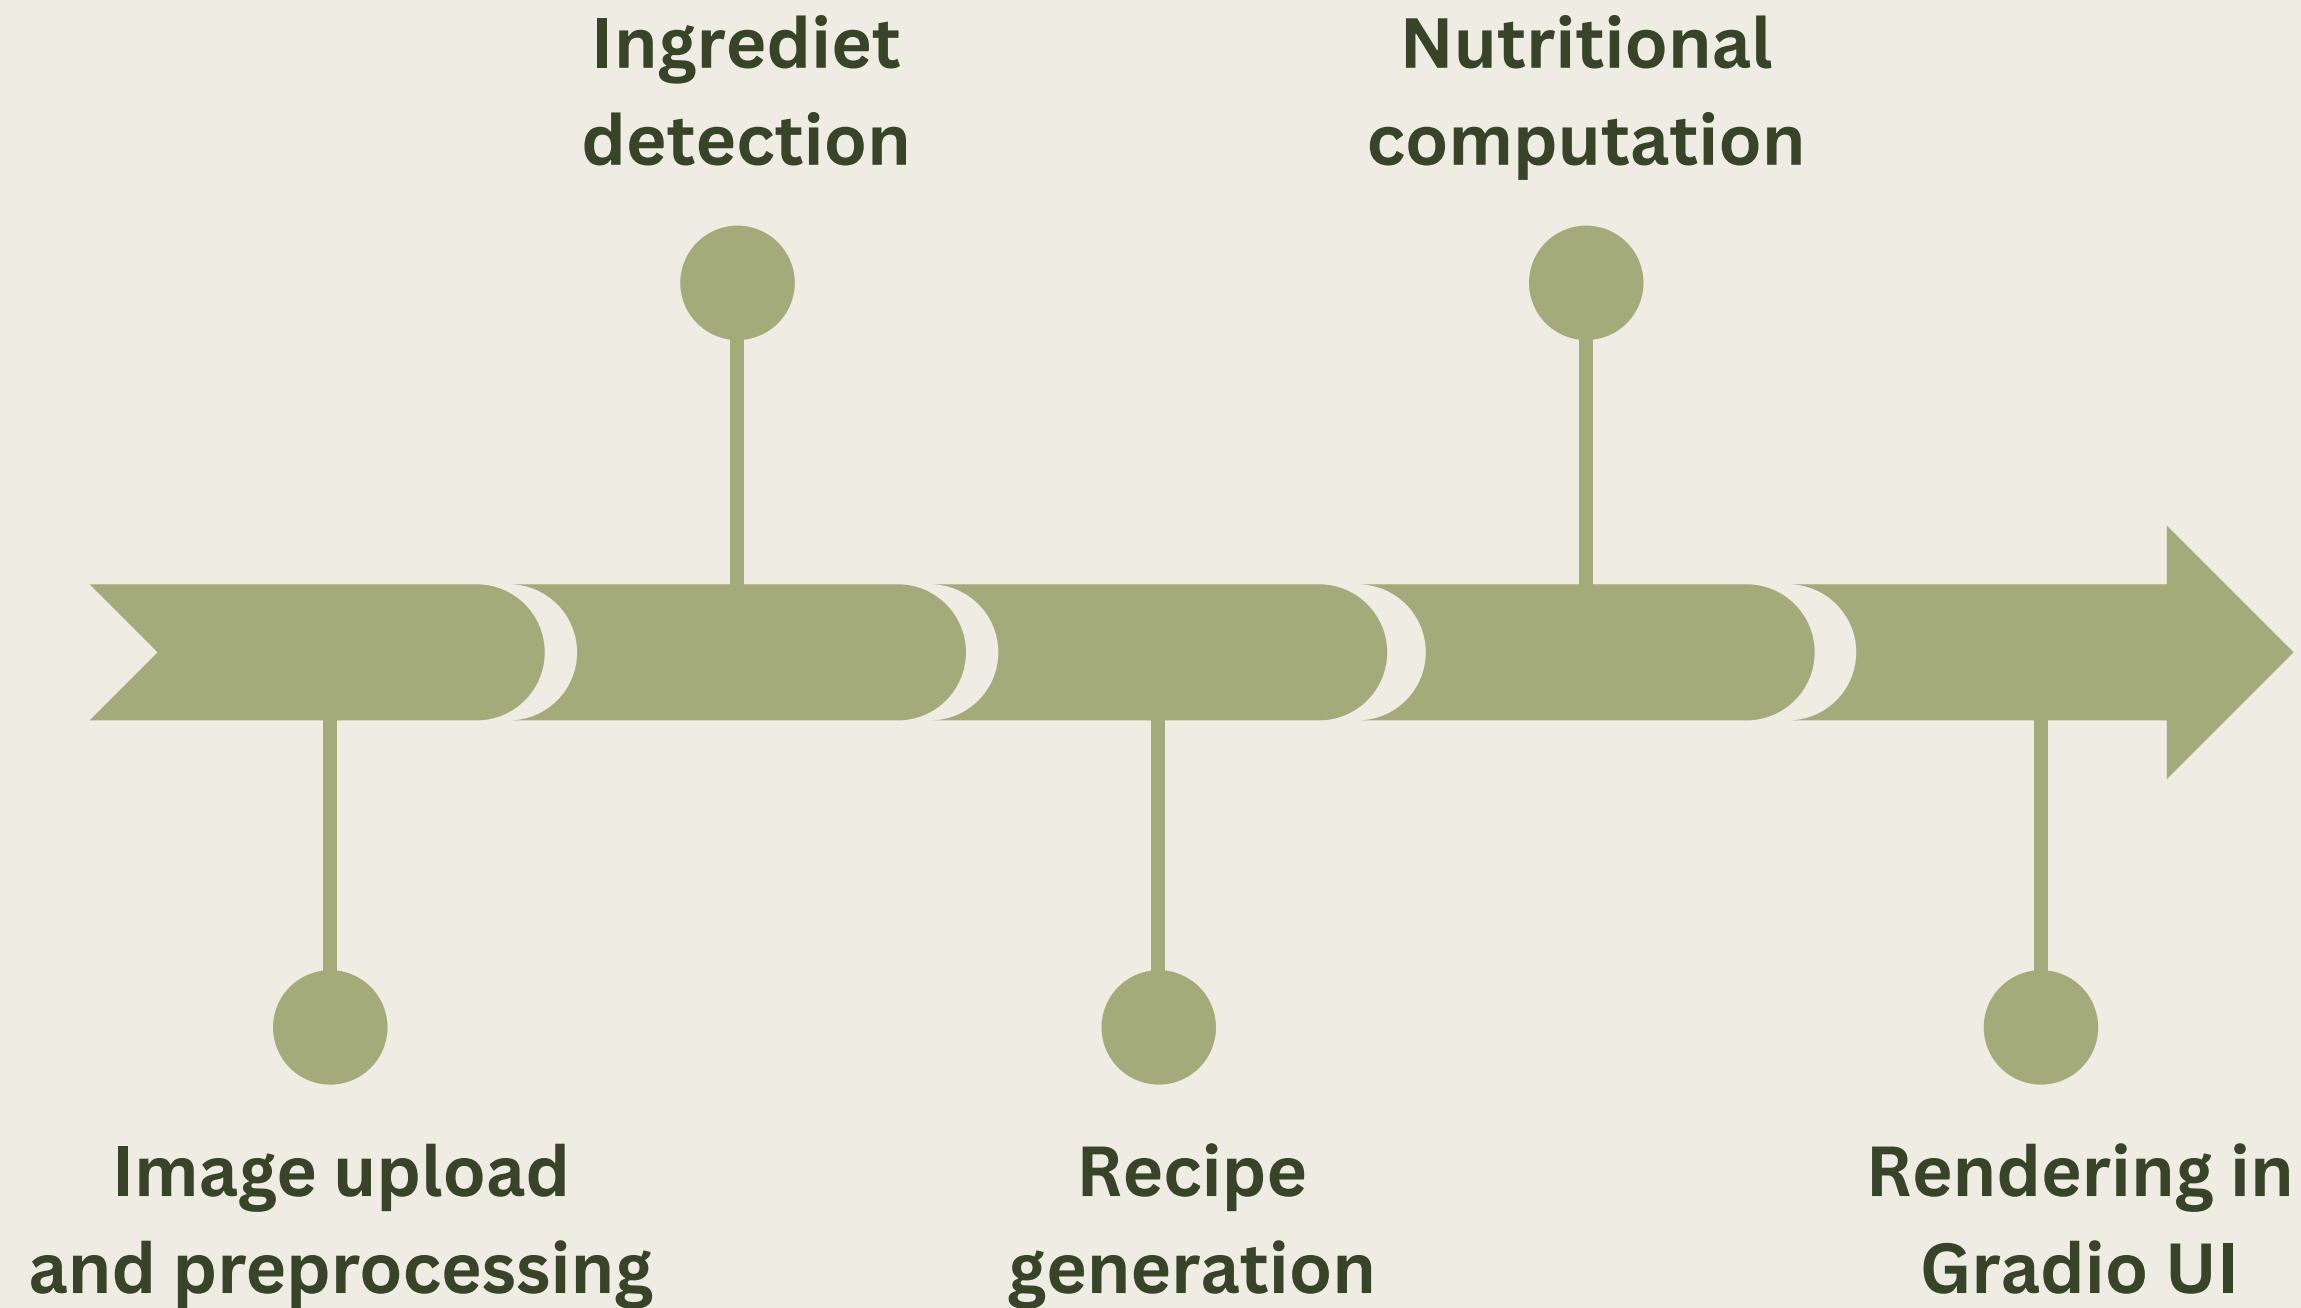 Ingrediet
detection
Nutritional
computation
Image upload
and preprocessing
Recipe
generation
Rendering in
Gradio UI